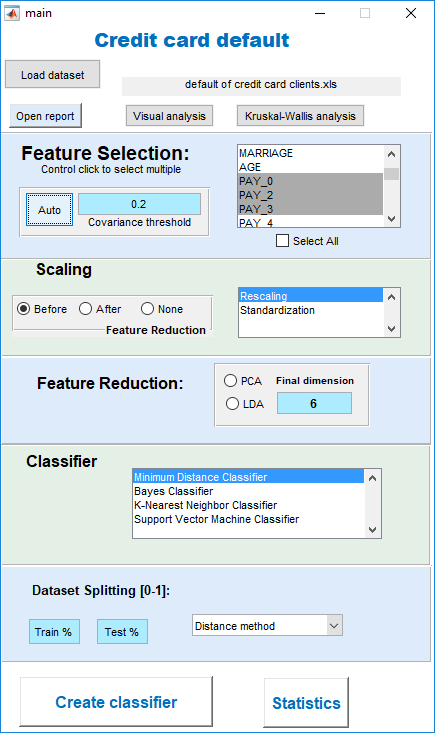 main
Credit card default
Load dataset
default of credit card clients.xls
Open report
Visual analysis
Kruskal-Wallis analysis
Feature Selection:
Control click to select multiple
Auto
0.2
Covariance threshold
MARRIAGE
AGE
PAY_0
PAY_2
PAY_3
PAY_4
Select All
Scaling
Before
After
None
Feature Reduction
Rescaling
Standardization
Feature Reduction:
PCA
Final dimension
LDA
6
Classifier
Minimum Distance Classifier
Bayes Classifier
K-Nearest Neighbor Classifier
Support Vector Machine Classifier
Dataset Splitting [0-1]:
Train %
Test %
Distance method
Create classifier
Statistics